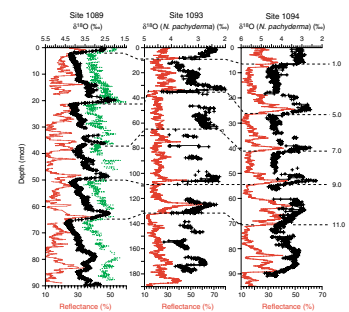 Site 1089 Site 1093 Site 1094
δ¹⁸O (‰) δ¹⁸O (N. pachyderma) (‰) δ¹⁸O (N. pachyderma) (‰)
5.5 4.5 3.5 2.5 1.5 5 4 3 2 6 5 4 3 2
0 0 0
10 20 10
20 40 20
30 60 30
40 80 40
50 100 50
60 120 60
70 140 70
80 160 80
90 180 90
Depth (mcd)
1.0
5.0
7.0
9.0
11.0
10 30 50 10 30 50 70 10 30 50 70
Reflectance (%) Reflectance (%) Reflectance (%)